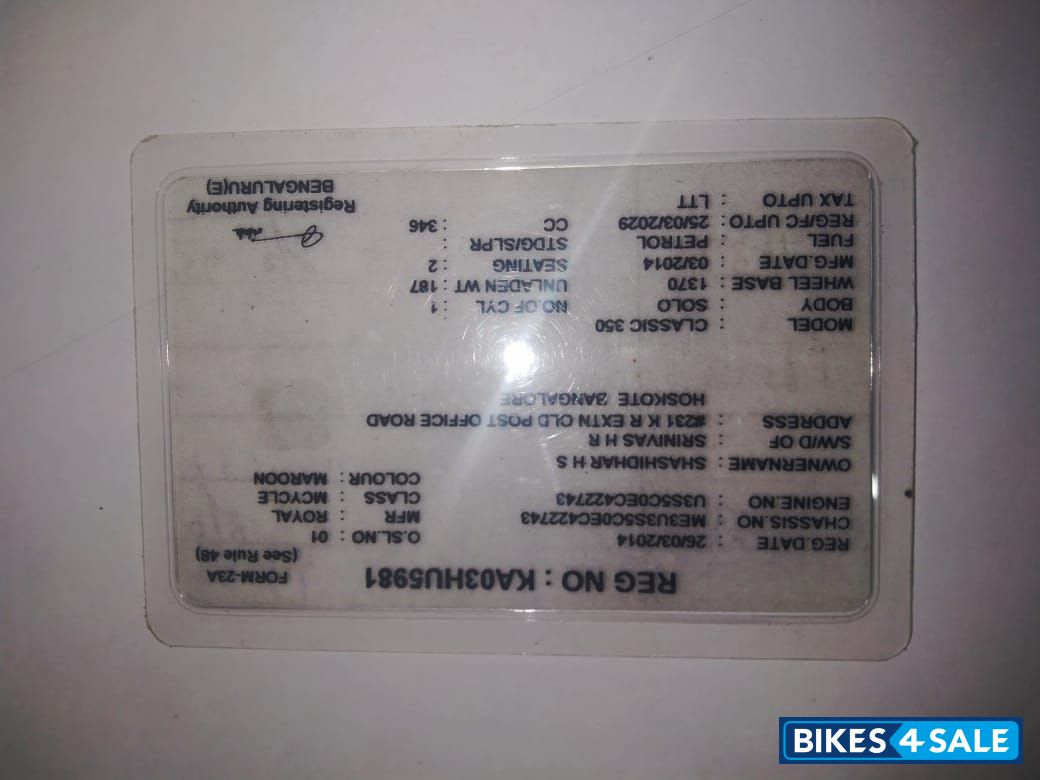 REG NO : KA03HU5981
FORM-23A
(See Rule 48)
REG.DATE : 26/03/2014
O.SL.NO : 01
CHASSIS.NO : ME3U3S5C0EC422743
MFR : ROYAL
ENGINE.NO : U3S5C0EC422743
CLASS : MCYCLE
COLOUR : MAROON
OWNERNAME : SHASHIDHAR H S
S/W/D OF : SRINIVAS H R
ADDRESS : #231 K R EXTN OLD POST OFFICE ROAD
HOSKOTE BANGALORE
MODEL : CLASSIC 350
BODY : SOLO
NO.OF CYL : 1
WHEEL BASE : 1370
UNLADEN WT : 187
MFG.DATE : 03/2014
SEATING : 2
FUEL : PETROL
STDG/SLPR :
REG/FC UPTO : 25/03/2029
CC : 346
TAX UPTO : LTT
Registering Authority
BENGALURU(E)
BIKES4SALE